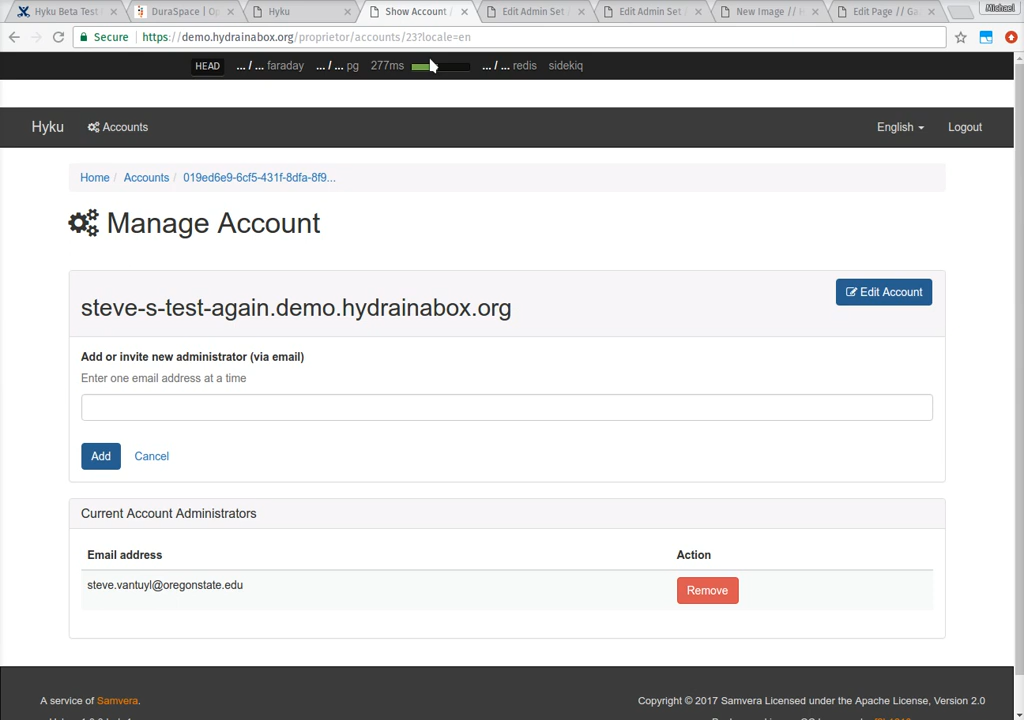 Hyku Beta Test
DuraSpace | Op
Hyku
Show Account /
Edit Admin Set /
Edit Admin Set /
New Image // H
Edit Page // Ga
Michael
Secure https://demo.hydrainabox.org/proprietor/accounts/23?locale=en
HEAD ... / ... faraday ... / ... pg 277ms ... / ... redis sidekiq
Hyku Accounts English Logout
Home / Accounts / 019ed6e9-6cf5-431f-8dfa-8f9...
Manage Account
steve-s-test-again.demo.hydrainabox.org
Edit Account
Add or invite new administrator (via email)
Enter one email address at a time
Add Cancel
Current Account Administrators
Email address Action
steve.vantuyl@oregonstate.edu Remove
A service of Samvera.
Copyright © 2017 Samvera Licensed under the Apache License, Version 2.0